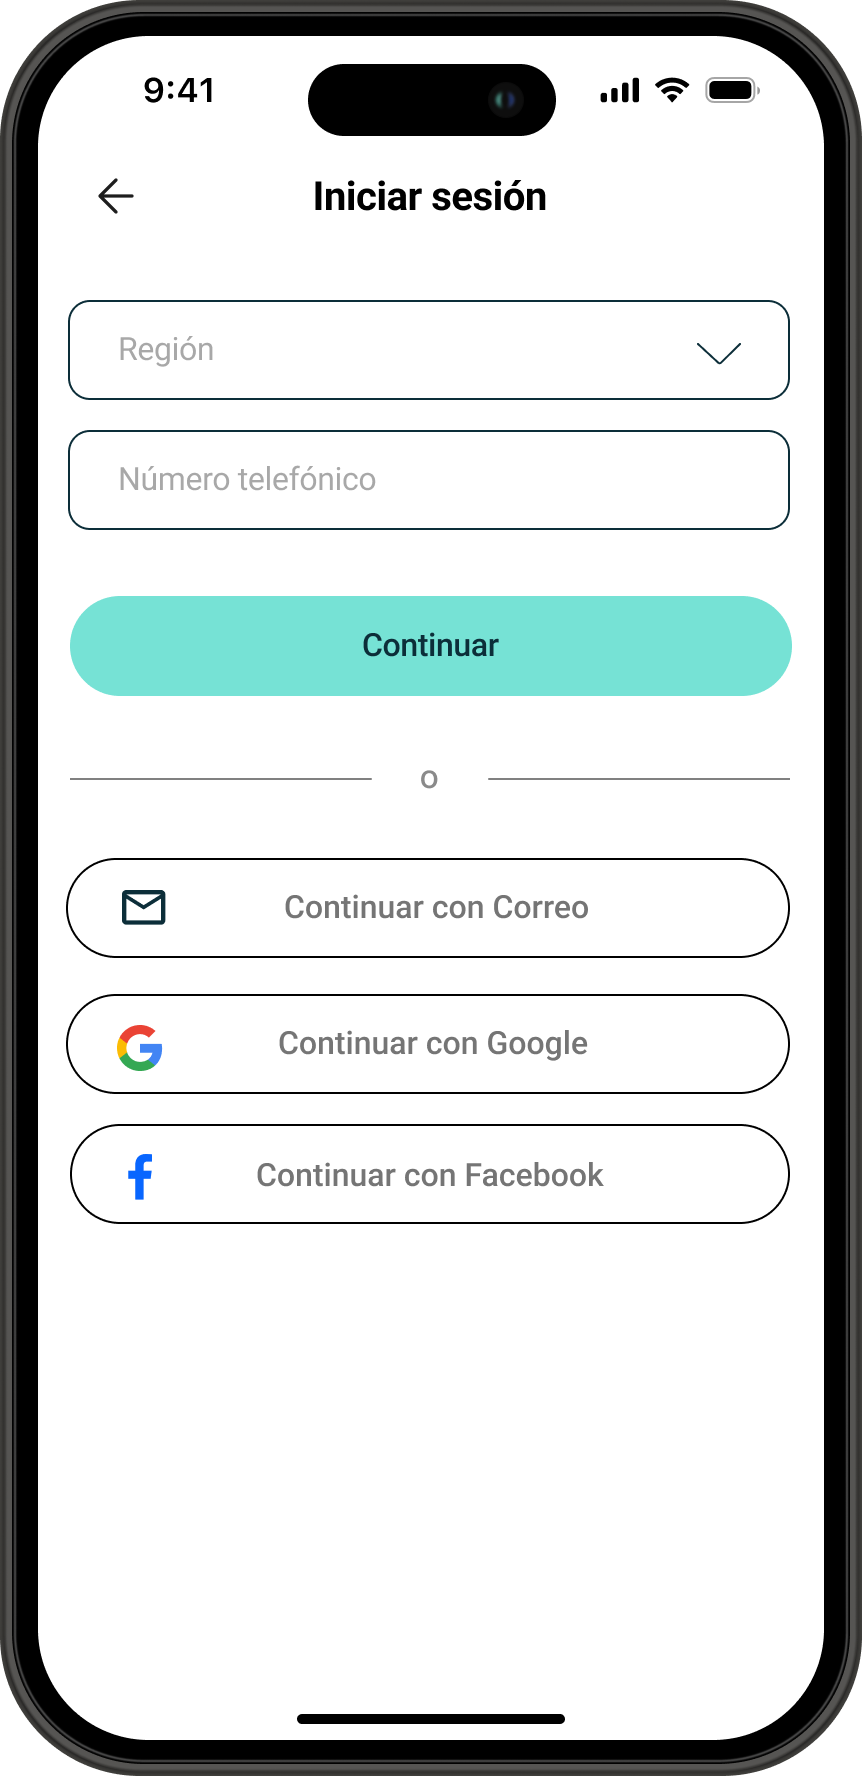 9:41
Iniciar sesión
Región
Número telefónico
Continuar
o
Continuar con Correo
Continuar con Google
Continuar con Facebook